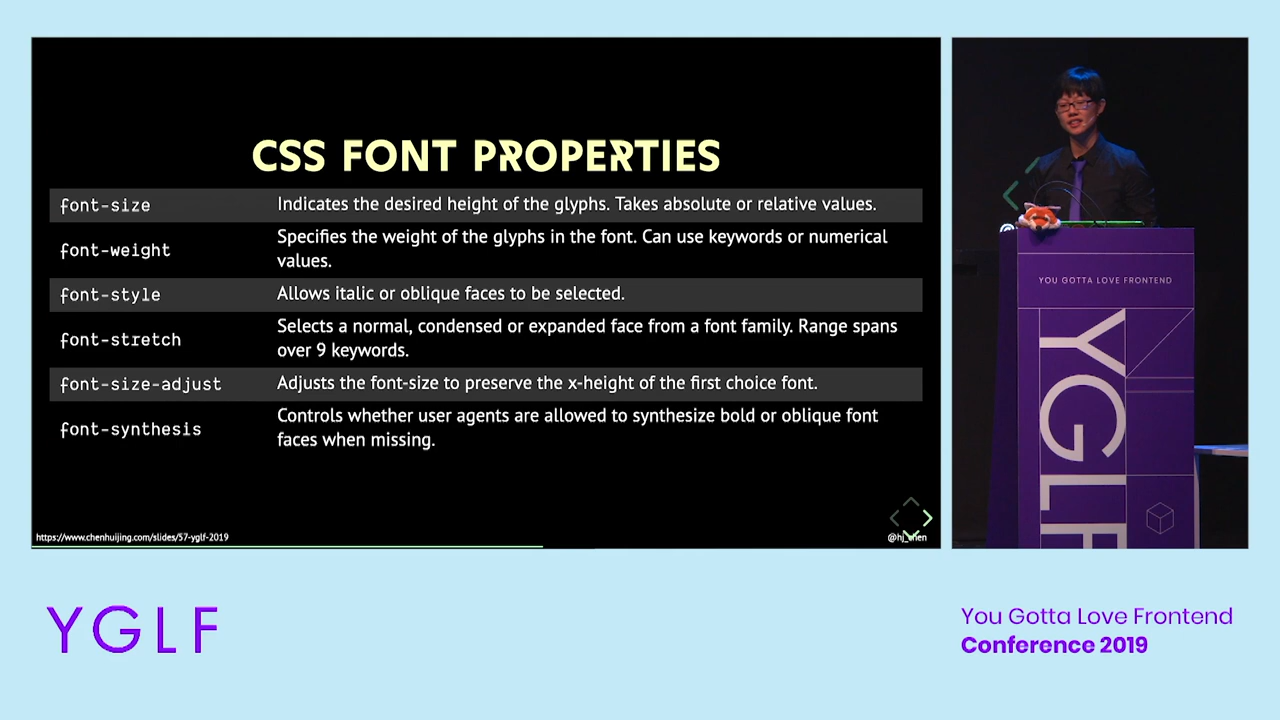 CSS FONT PROPERTIES
font-size
Indicates the desired height of the glyphs. Takes absolute or relative values.
font-weight
Specifies the weight of the glyphs in the font. Can use keywords or numerical
values.
font-style
Allows italic or oblique faces to be selected.
font-stretch
Selects a normal, condensed or expanded face from a font family. Range spans
over 9 keywords.
font-size-adjust
Adjusts the font-size to preserve the x-height of the first choice font.
font-synthesis
Controls whether user agents are allowed to synthesize bold or oblique font
faces when missing.
https://www.chenhuijing.com/slides/57-yglf-2019
@hj_chen
YOU GOTTA LOVE FRONTEND
YGLF
YGLF
You Gotta Love Frontend
Conference 2019